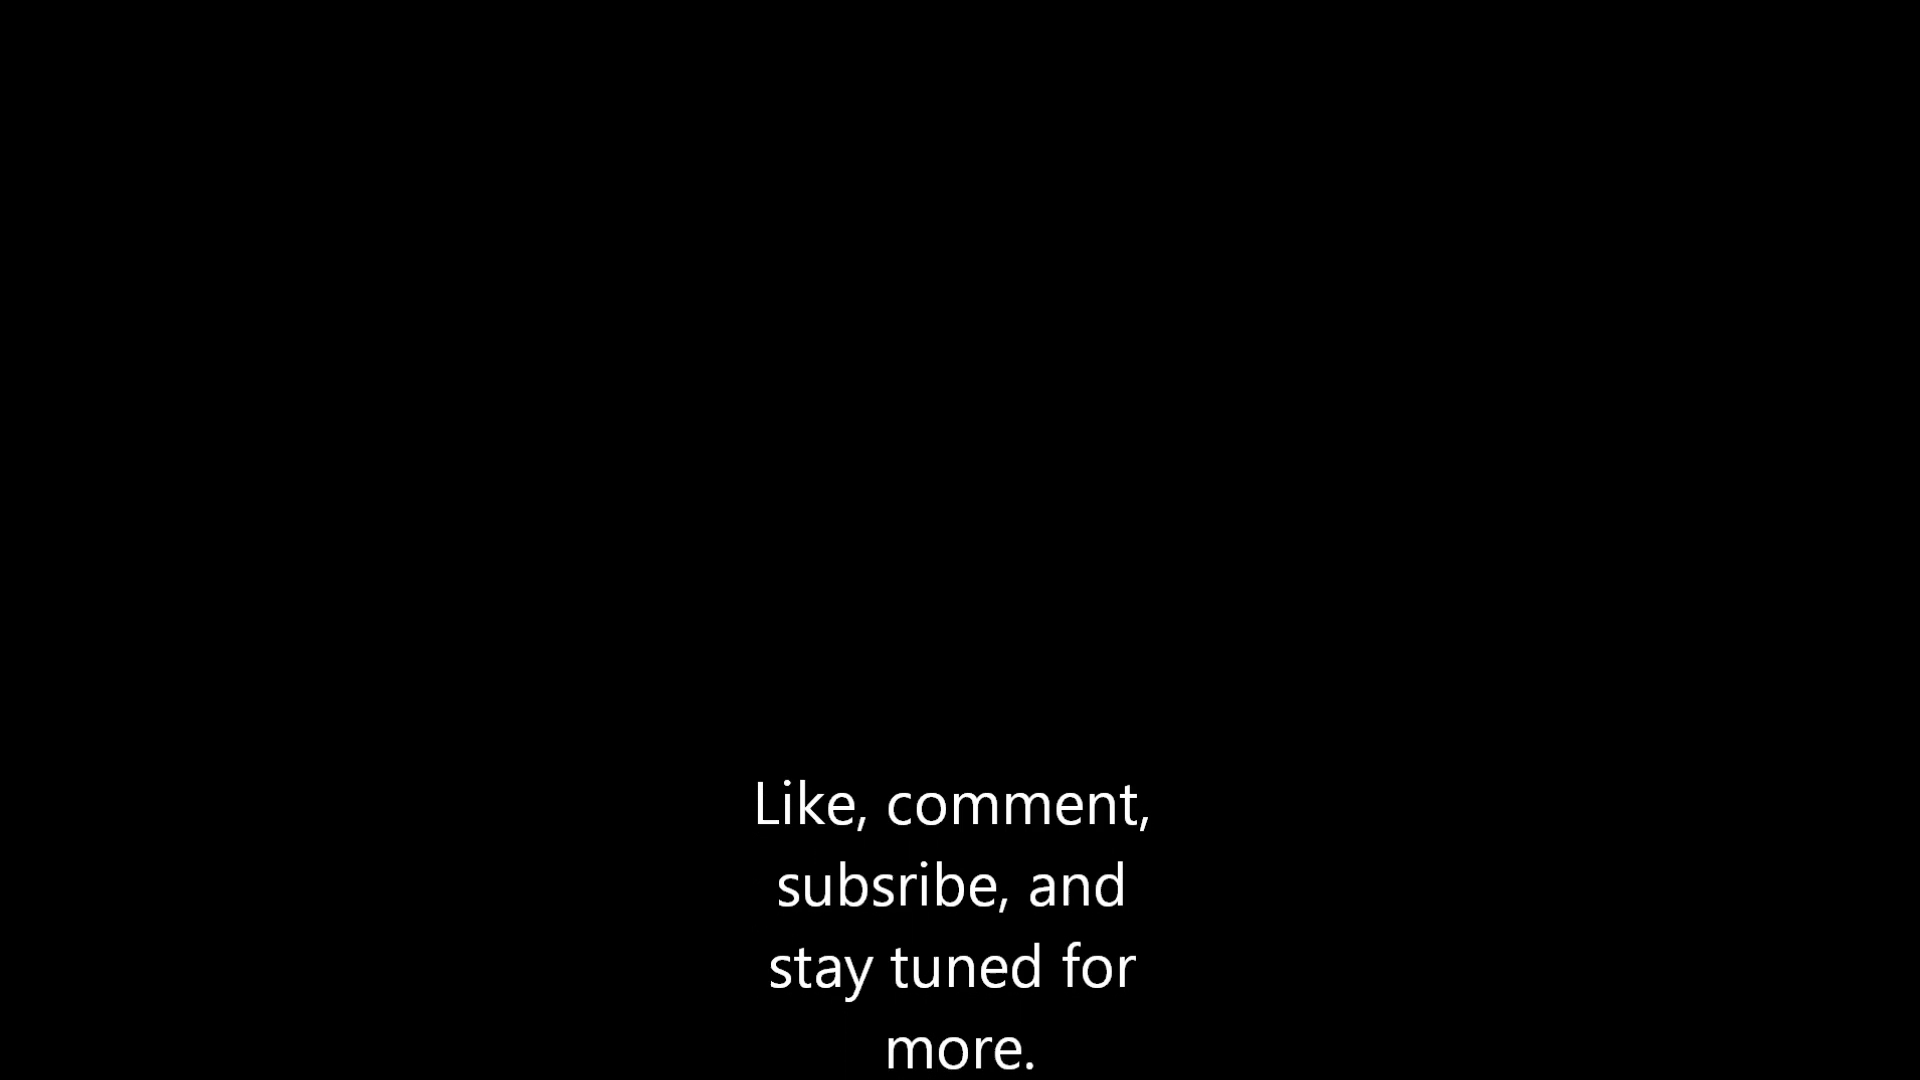 Like, comment,
subsribe, and
stay tuned for
more.